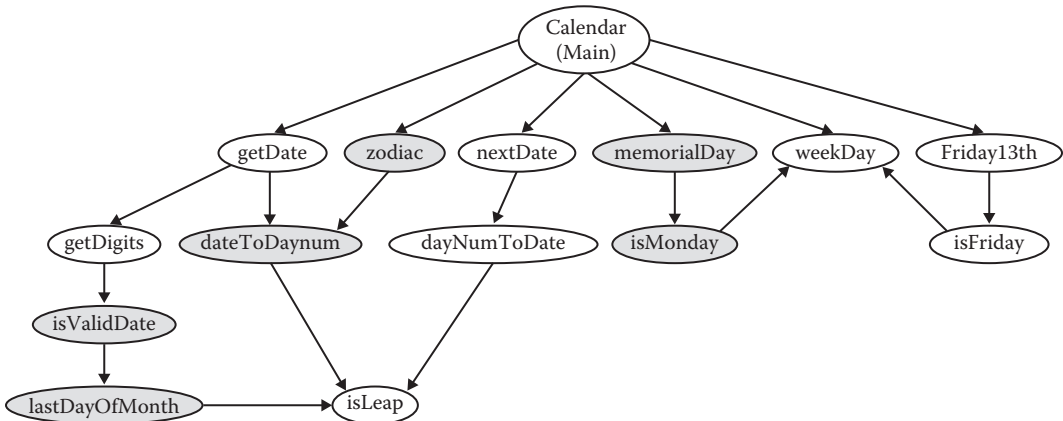 Calendar
(Main)
getDate
zodiac
nextDate
memorialDay
weekDay
Friday13th
getDigits
dateToDaynum
dayNumToDate
isMonday
isFriday
isValidDate
lastDayOfMonth
isLeap